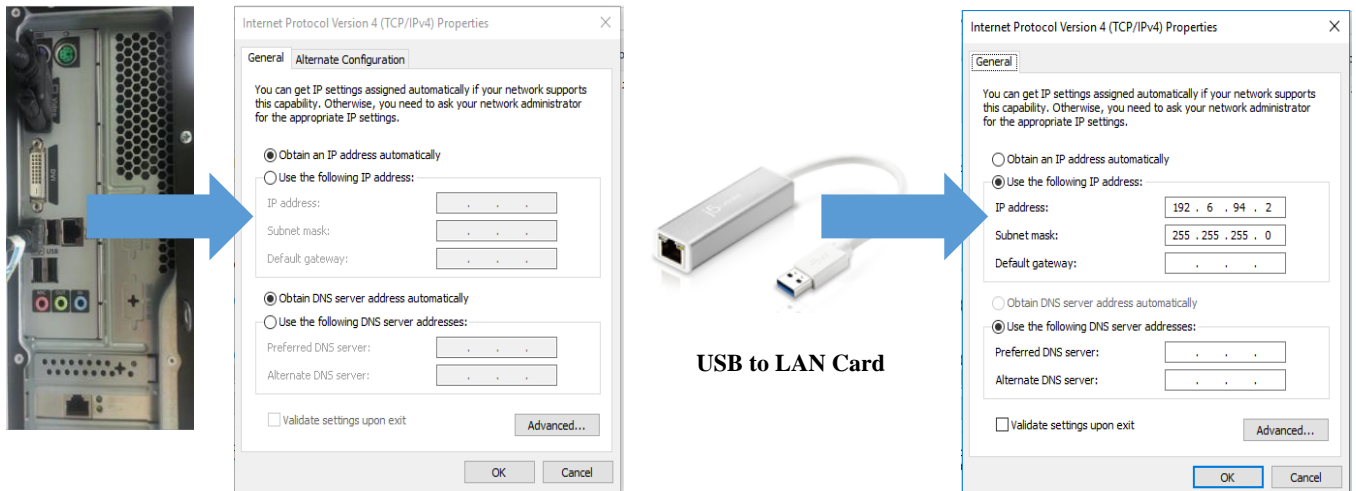 Internet Protocol Version 4 (TCP/IPv4) Properties
General
Alternate Configuration
You can get IP settings assigned automatically if your network supports
this capability. Otherwise, you need to ask your network administrator
for the appropriate IP settings.
Obtain an IP address automatically
Use the following IP address:
IP address:
. . .
Subnet mask:
. . .
Default gateway:
. . .
Obtain DNS server address automatically
Use the following DNS server addresses:
Preferred DNS server:
. . .
Alternate DNS server:
. . .
Validate settings upon exit
Advanced...
OK
Cancel
DVI
USB
USB to LAN Card
Internet Protocol Version 4 (TCP/IPv4) Properties
General
You can get IP settings assigned automatically if your network supports
this capability. Otherwise, you need to ask your network administrator
for the appropriate IP settings.
Obtain an IP address automatically
Use the following IP address:
IP address:
192 . 6 . 94 . 2
Subnet mask:
255 . 255 . 255 . 0
Default gateway:
. . .
Obtain DNS server address automatically
Use the following DNS server addresses:
Preferred DNS server:
. . .
Alternate DNS server:
. . .
Validate settings upon exit
Advanced...
OK
Cancel